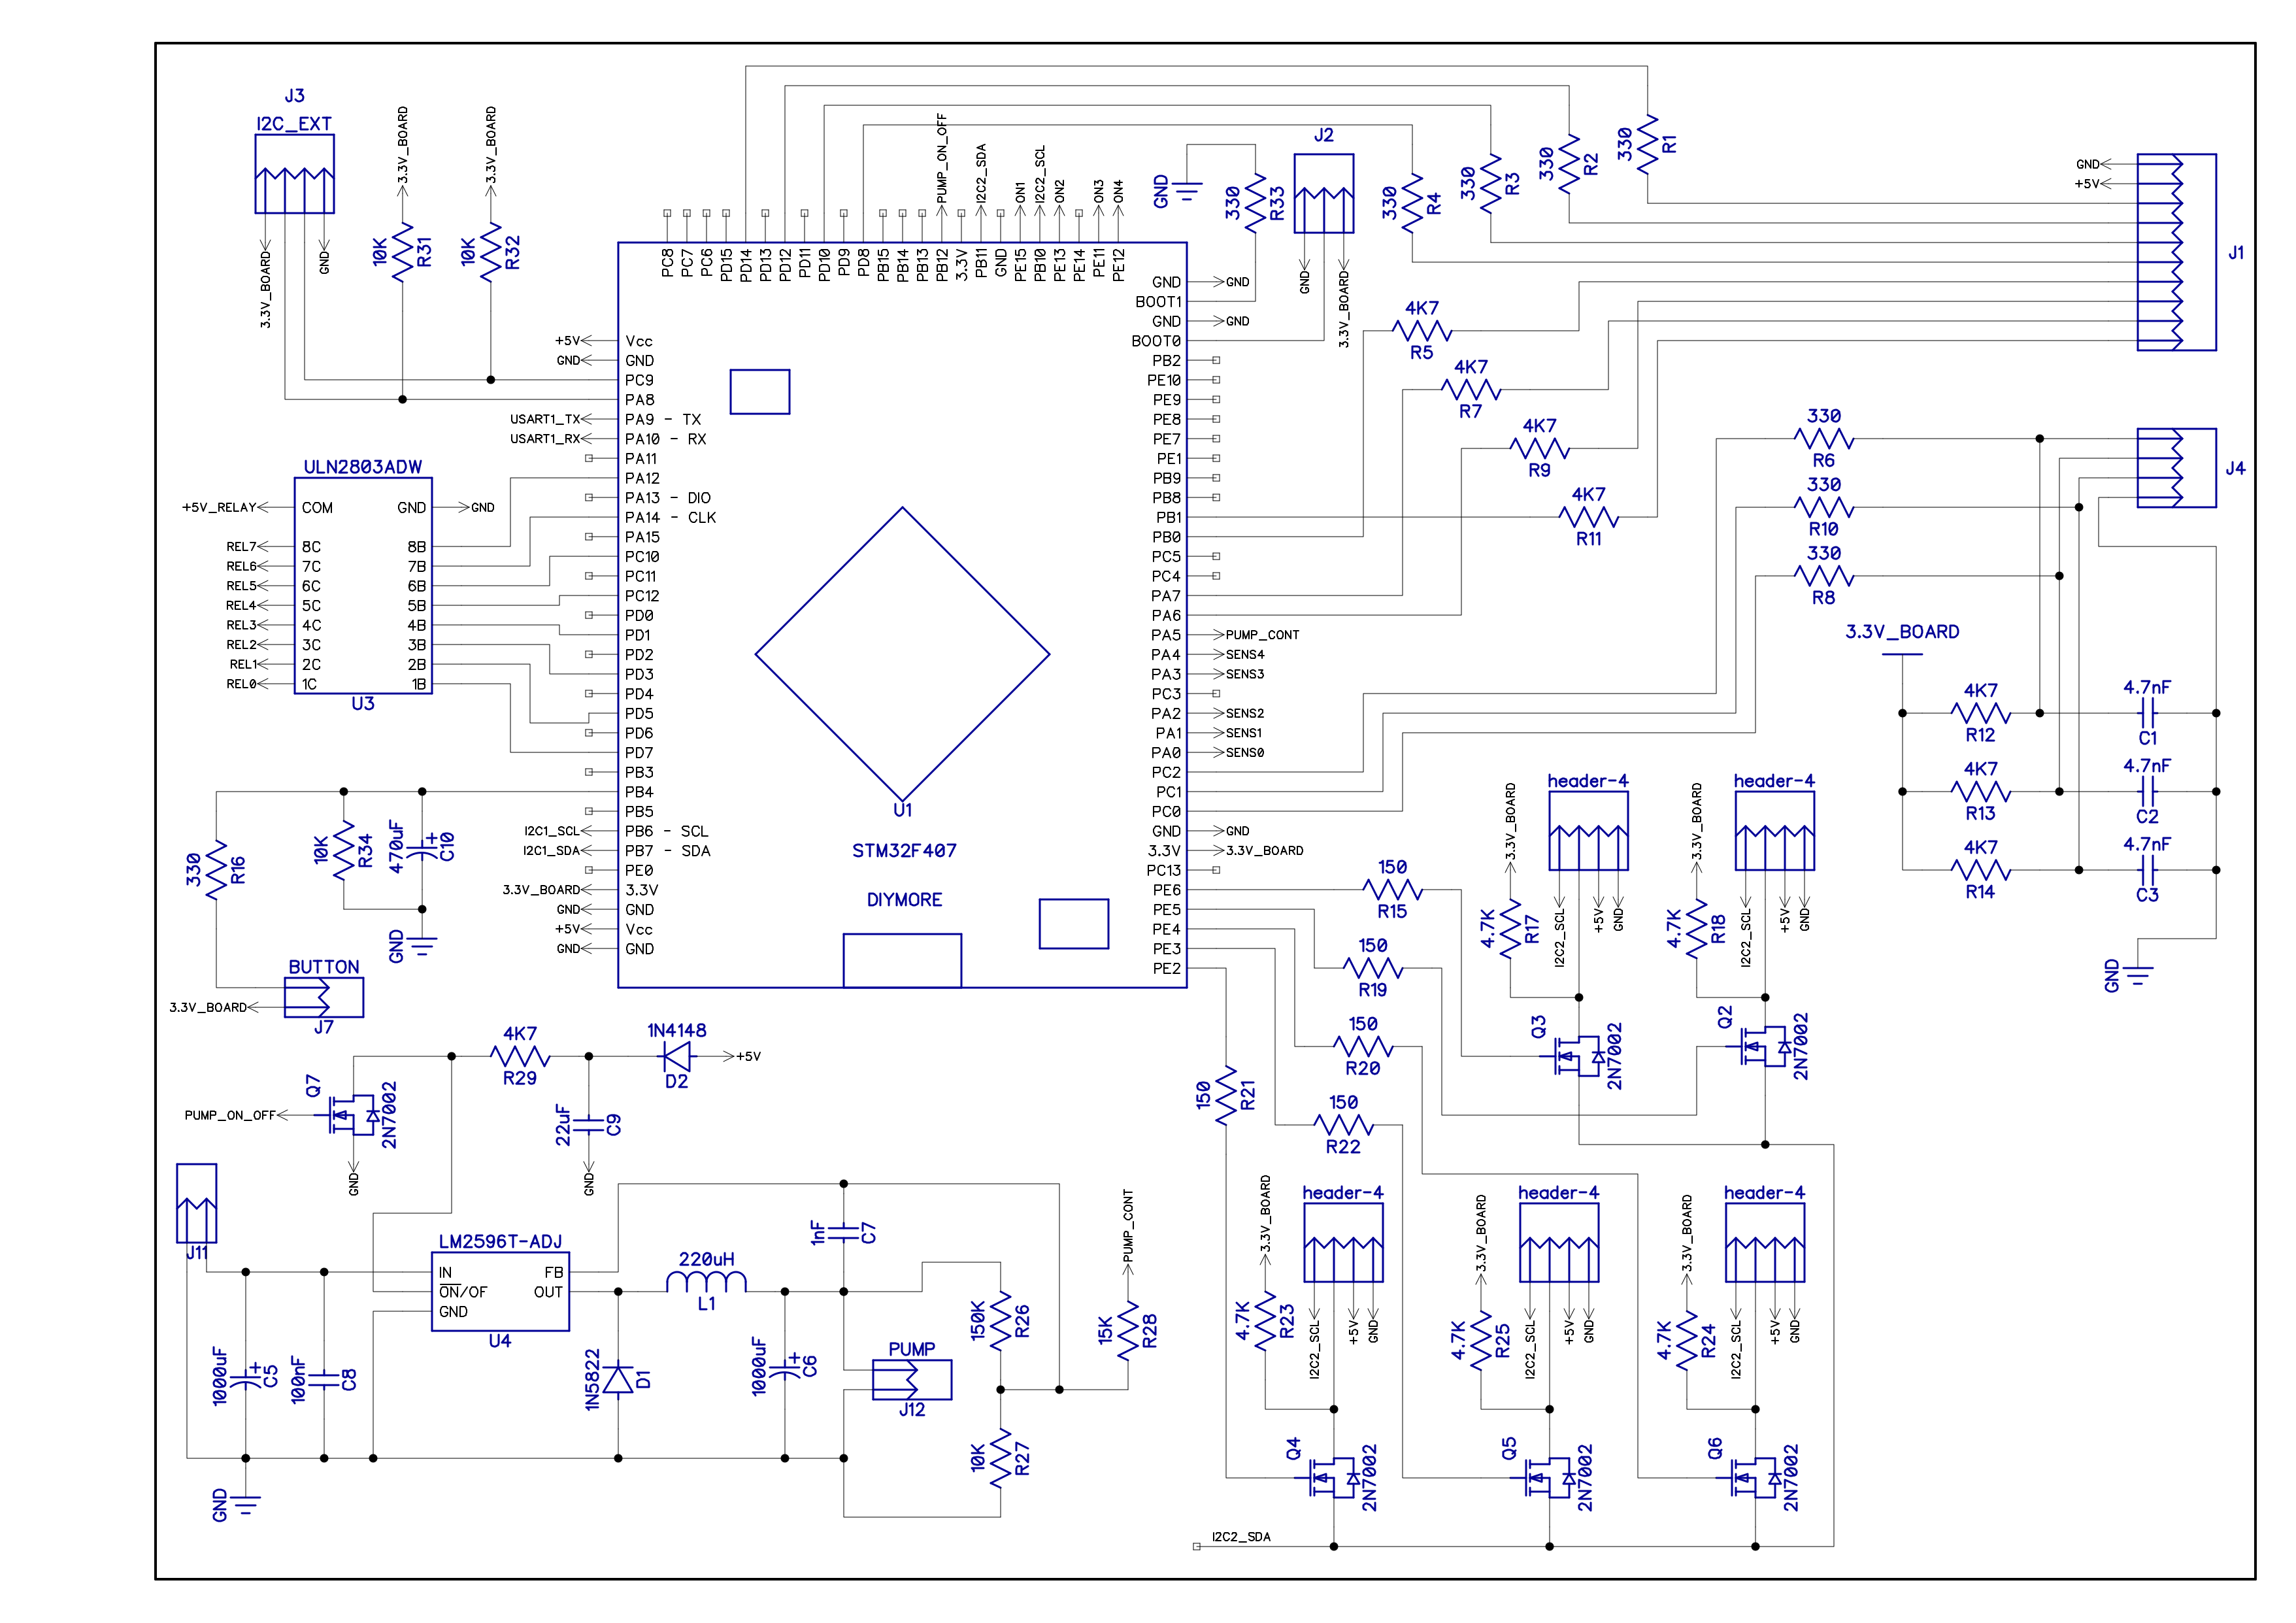 J3
I2C_EXT
3.3V_BOARD
3.3V_BOARD
10K
R31
10K
R32
3.3V_BOARD
GND
PUMP_ON_OFF
I2C2_SDA
ON1
I2C2_SCL
ON2
ON3
ON4
GND
330
R33
J2
GND
3.3V_BOARD
330
R4
330
R3
330
R2
330
R1
GND
+5V
J1
PC8
PC7
PC6
PD15
PD14
PD13
PD12
PD11
PD10
PD9
PD8
PB15
PB14
PB13
PB12
3.3V
PB11
GND
PE15
PB10
PE13
PE14
PE11
PE12
+5V
Vcc
GND
GND
PC9
PA8
USART1_TX
PA9 - TX
USART1_RX
PA10 - RX
PA11
PA12
PA13 - DIO
PA14 - CLK
PA15
PC10
PC11
PC12
PD0
PD1
PD2
PD3
PD4
PD5
PD6
PD7
PB3
PB4
PB5
I2C1_SCL
PB6 - SCL
I2C1_SDA
PB7 - SDA
PE0
3.3V_BOARD
3.3V
GND
GND
+5V
Vcc
GND
GND
GND
GND
BOOT1
GND
GND
BOOT0
PB2
PE10
PE9
PE8
PE7
PE1
PB9
PB8
PB1
PB0
PC5
PC4
PA7
PA6
PA5
PUMP_CONT
PA4
SENS4
PA3
SENS3
PC3
PA2
SENS2
PA1
SENS1
PA0
SENS0
PC2
PC1
PC0
GND
GND
3.3V
3.3V_BOARD
PC13
PE6
PE5
PE4
PE3
PE2
U1
STM32F407
DIYMORE
ULN2803ADW
+5V_RELAY
COM
GND
GND
REL7
8C
8B
REL6
7C
7B
REL5
6C
6B
REL4
5C
5B
REL3
4C
4B
REL2
3C
3B
REL1
2C
2B
REL0
1C
1B
U3
4K7
R5
4K7
R7
4K7
R9
4K7
R11
330
R6
330
R10
330
R8
J4
3.3V_BOARD
4K7
R12
4.7nF
C1
4K7
R13
4.7nF
C2
4K7
R14
4.7nF
C3
GND
330
R16
10K
R34
470uF
+
C10
GND
BUTTON
3.3V_BOARD
J7
4K7
R29
1N4148
D2
+5V
Q7
2N7002
PUMP_ON_OFF
GND
22uF
C9
GND
J11
LM2596T-ADJ
IN
FB
ON/OF
OUT
GND
U4
1000uF
+
C5
100nF
C8
GND
1N5822
D1
220uH
L1
1nF
C7
1000uF
+
C6
PUMP
J12
150K
R26
10K
R27
15K
R28
PUMP_CONT
150
R15
150
R19
150
R20
150
R22
150
R21
header-4
3.3V_BOARD
4.7K
R17
I2C2_SCL
+5V
GND
Q3
2N7002
header-4
3.3V_BOARD
4.7K
R18
I2C2_SCL
+5V
GND
Q2
2N7002
header-4
3.3V_BOARD
4.7K
R23
I2C2_SCL
+5V
GND
Q4
2N7002
header-4
3.3V_BOARD
4.7K
R25
I2C2_SCL
+5V
GND
Q5
2N7002
header-4
3.3V_BOARD
4.7K
R24
I2C2_SCL
+5V
GND
Q6
2N7002
I2C2_SDA